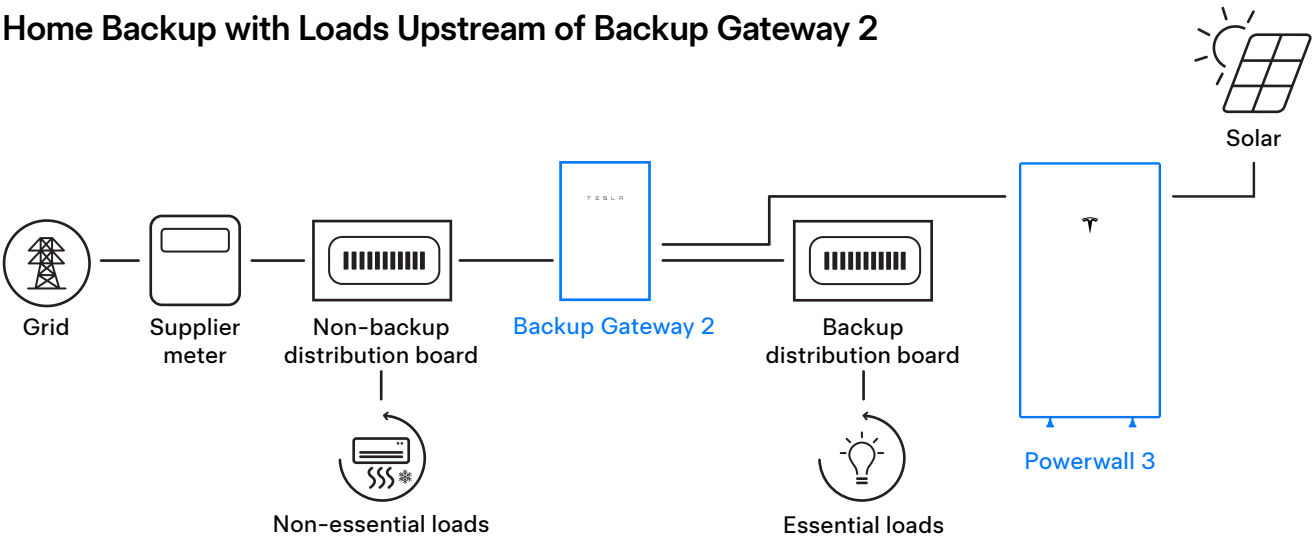 Home Backup with Loads Upstream of Backup Gateway 2
Solar
TESLA
Grid
Supplier
meter
Non-backup
distribution board
Backup Gateway 2
Backup
distribution board
Powerwall 3
Non-essential loads
Essential loads